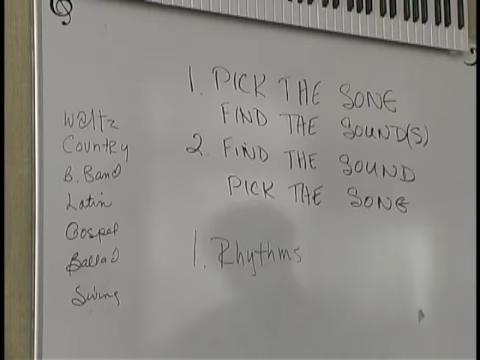 1. PICK THE SONG
FIND THE SOUND(S)
2. FIND THE SOUND
PICK THE SONG
1. Rhythms
Waltz
Country
B. Band
Latin
Gospel
Ballad
Swing